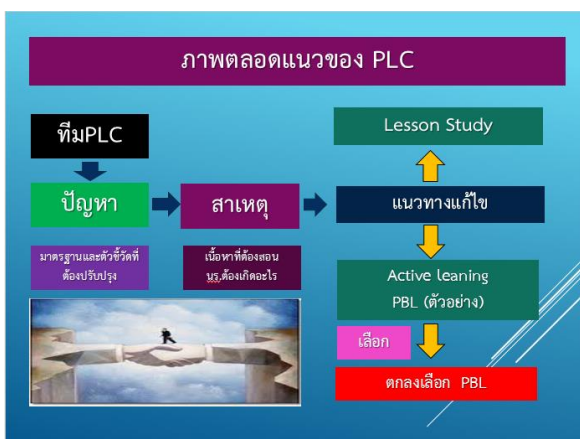 ภาพตลอดแนวของ PLC
ทีมPLC
Lesson Study
ปัญหา
สาเหตุ
แนวทางแก้ไข
มาตรฐานและตัวชี้วัดที่
ต้องปรับปรุง
เนื้อหาที่ต้องสอน
นร.ต้องเกิดอะไร
Active leaning
PBL (ตัวอย่าง)
เลือก
ตกลงเลือก PBL